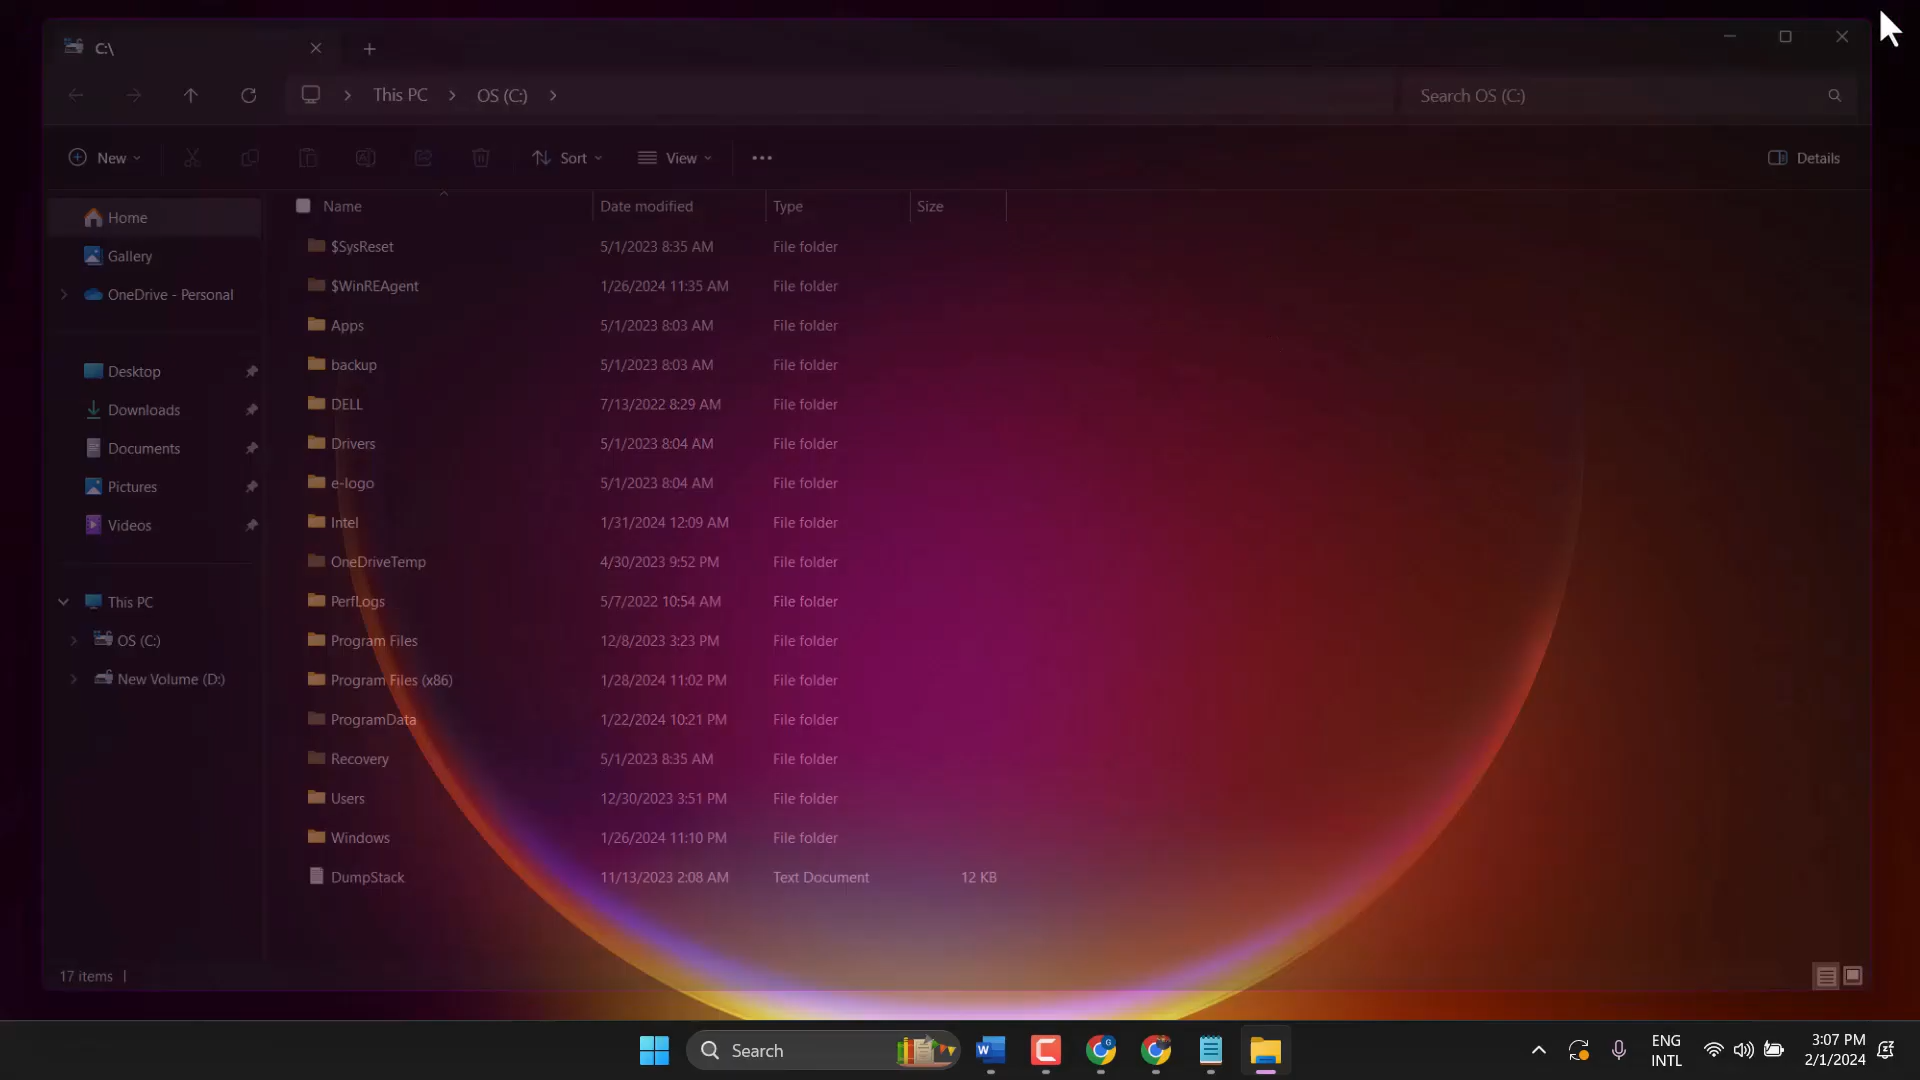 C:\
This PC
OS (C:)
Search OS (C:)
New
Sort
View
Details
Home
Gallery
OneDrive - Personal
Desktop
Downloads
Documents
Pictures
Videos
This PC
OS (C:)
New Volume (D:)
Name Date modified Type Size
$SysReset 5/1/2023 8:35 AM File folder
$WinREAgent 1/26/2024 11:35 AM File folder
Apps 5/1/2023 8:03 AM File folder
backup 5/1/2023 8:03 AM File folder
DELL 7/13/2022 8:29 AM File folder
Drivers 5/1/2023 8:04 AM File folder
e-logo 5/1/2023 8:04 AM File folder
Intel 1/31/2024 12:09 AM File folder
OneDriveTemp 4/30/2023 9:52 PM File folder
PerfLogs 5/7/2022 10:54 AM File folder
Program Files 12/8/2023 3:23 PM File folder
Program Files (x86) 1/28/2024 11:02 PM File folder
ProgramData 1/22/2024 10:21 PM File folder
Recovery 5/1/2023 8:35 AM File folder
Users 12/30/2023 3:51 PM File folder
Windows 1/26/2024 11:10 PM File folder
DumpStack 11/13/2023 2:08 AM Text Document 12 KB
17 items
Search
ENG
INTL
3:07 PM
2/1/2024